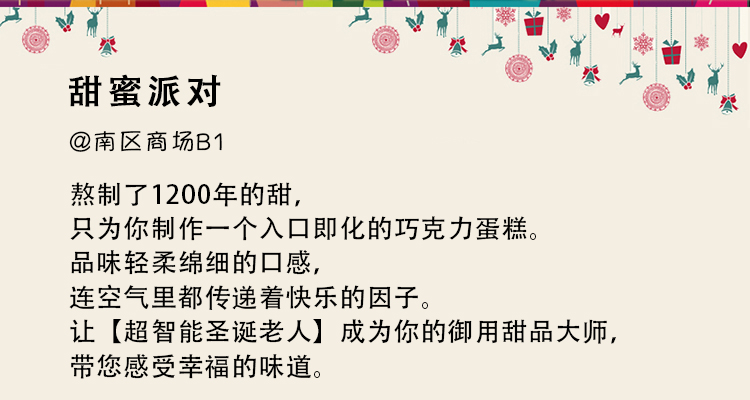 甜蜜派对
@南区商场B1
熬制了1200年的甜，
只为你制作一个入口即化的巧克力蛋糕。
品味轻柔绵细的口感，
连空气里都传递着快乐的因子。
让【超智能圣诞老人】成为你的御用甜品大师，
带您感受幸福的味道。